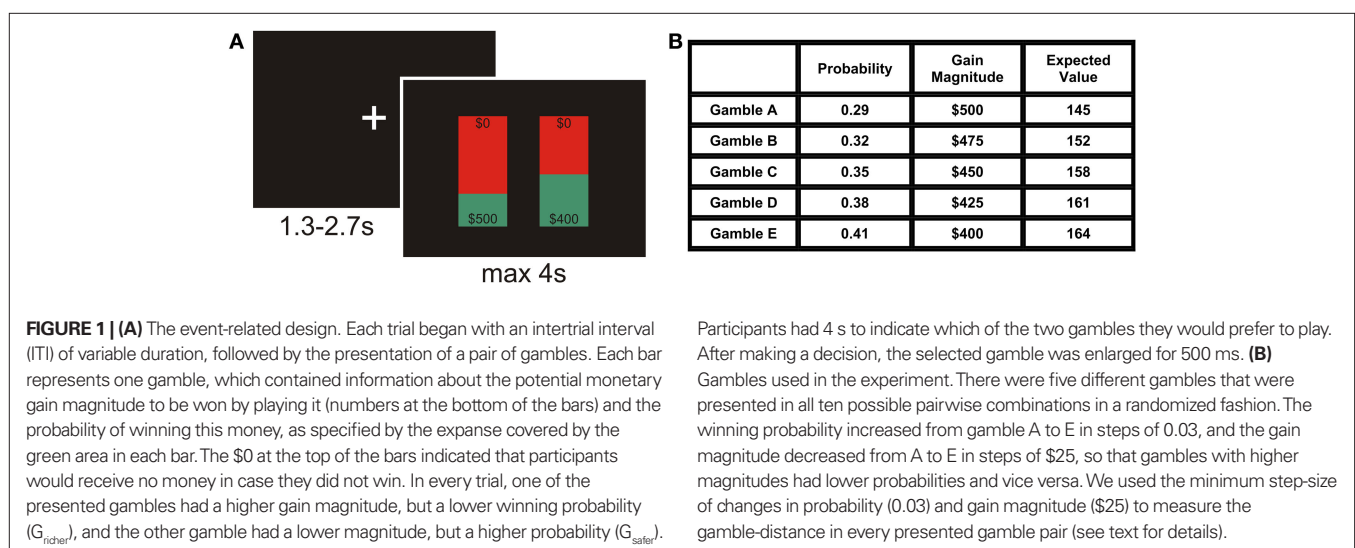 A
B
+
$0 $0
$500 $400
1.3-2.7s
max 4s
Probability Gain Magnitude Expected Value
Gamble A 0.29 $500 145
Gamble B 0.32 $475 152
Gamble C 0.35 $450 158
Gamble D 0.38 $425 161
Gamble E 0.41 $400 164
FIGURE 1 | (A) The event-related design. Each trial began with an intertrial interval
(ITI) of variable duration, followed by the presentation of a pair of gambles. Each bar
represents one gamble, which contained information about the potential monetary
gain magnitude to be won by playing it (numbers at the bottom of the bars) and the
probability of winning this money, as specified by the expanse covered by the
green area in each bar. The $0 at the top of the bars indicated that participants
would receive no money in case they did not win. In every trial, one of the
presented gambles had a higher gain magnitude, but a lower winning probability
(Gricher), and the other gamble had a lower magnitude, but a higher probability (Gsafer).
Participants had 4 s to indicate which of the two gambles they would prefer to play.
After making a decision, the selected gamble was enlarged for 500 ms. (B)
Gambles used in the experiment. There were five different gambles that were
presented in all ten possible pairwise combinations in a randomized fashion. The
winning probability increased from gamble A to E in steps of 0.03, and the gain
magnitude decreased from A to E in steps of $25, so that gambles with higher
magnitudes had lower probabilities and vice versa. We used the minimum step-size
of changes in probability (0.03) and gain magnitude ($25) to measure the
gamble-distance in every presented gamble pair (see text for details).